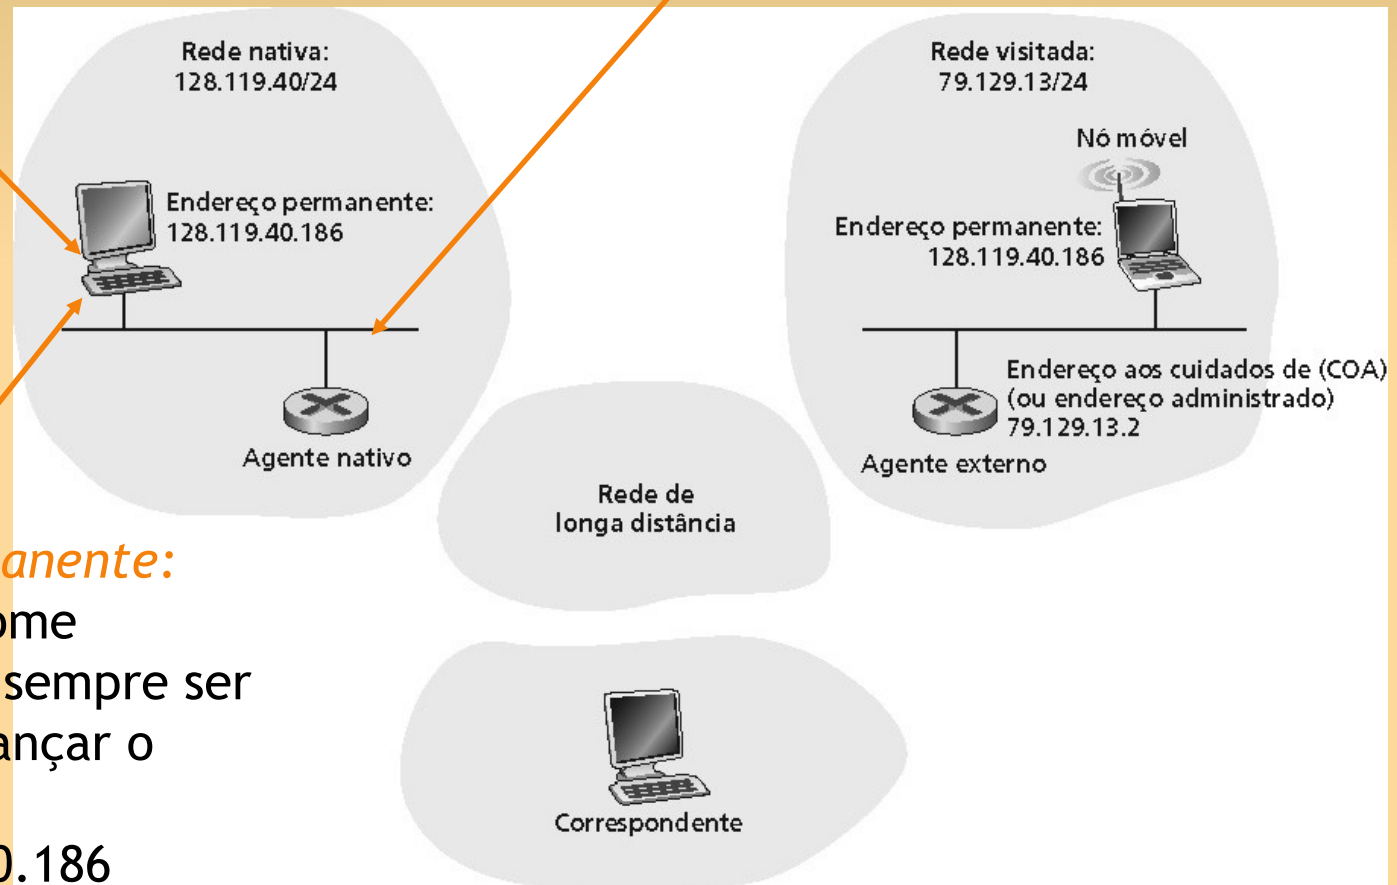 Rede nativa:
128.119.40/24
Endereço permanente:
128.119.40.186
Agente nativo
Rede visitada:
79.129.13/24
Nó móvel
Endereço permanente:
128.119.40.186
Endereço aos cuidados de (COA)
(ou endereço administrado)
79.129.13.2
Agente externo
Rede de
longa distância
Correspondente
anente:
ome
sempre ser
ançar o
0.186